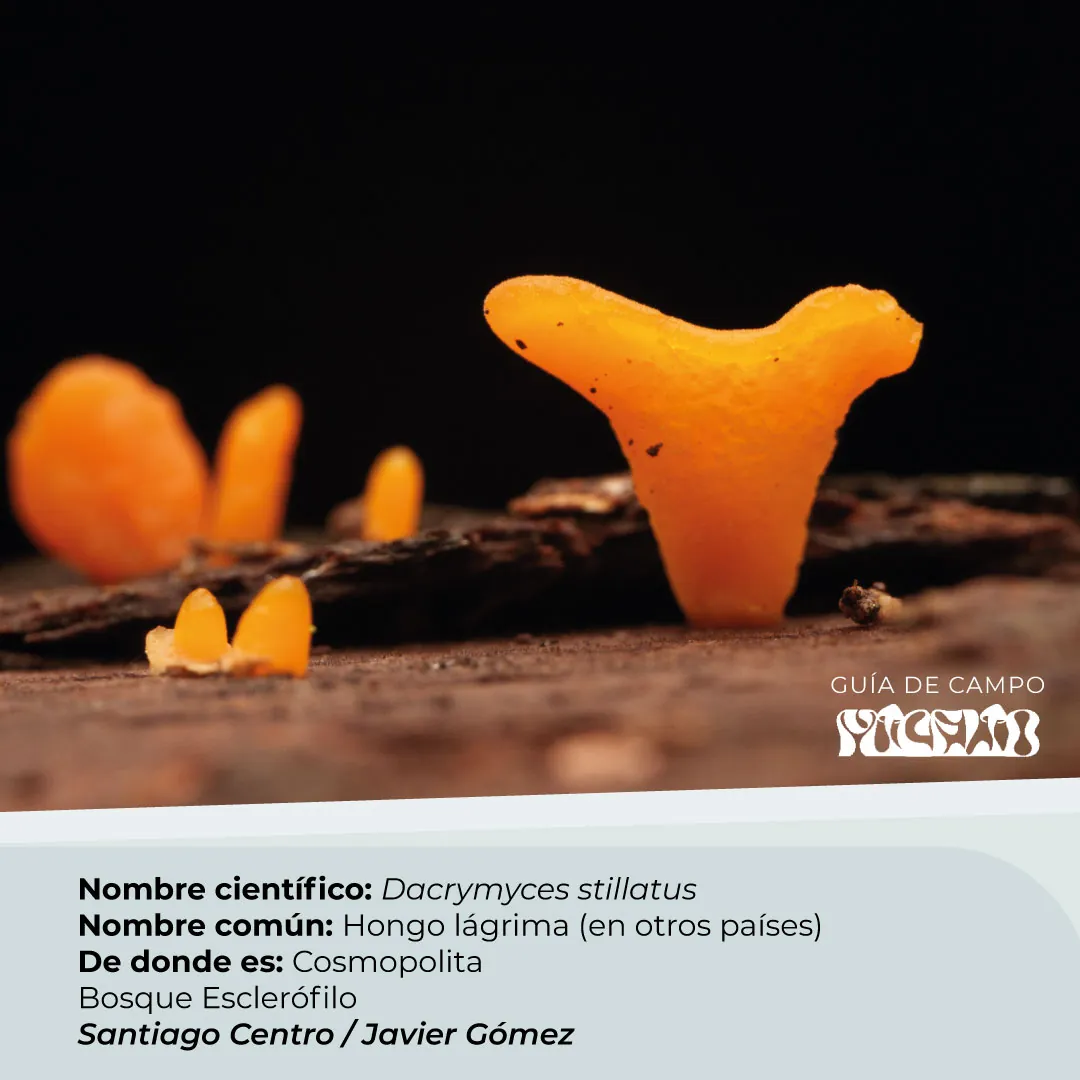 GUÍA DE CAMPO
Nombre científico: Dacrymyces stillatus
Nombre común: Hongo lágrima (en otros países)
De donde es: Cosmopolita
Bosque Esclerófilo
Santiago Centro / Javier Gómez